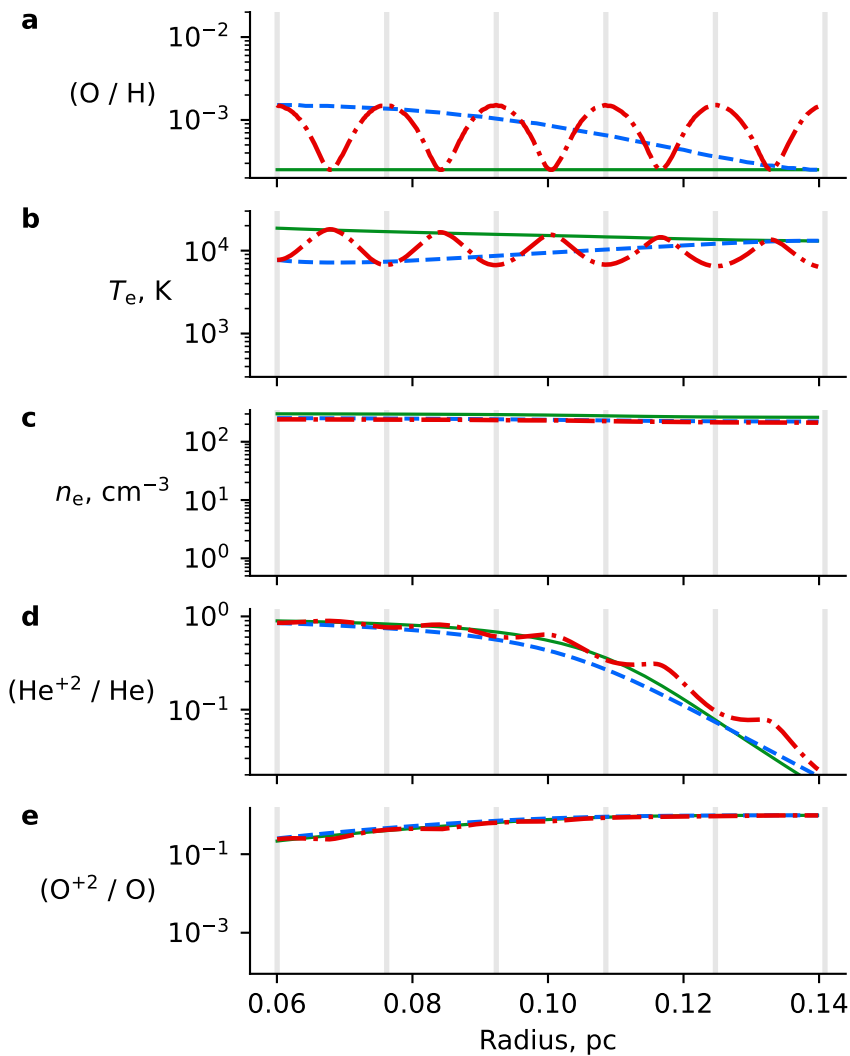 a
10⁻²
(O / H)
10⁻³
b
10⁴
Tₑ, K
10³
c
10²
nₑ, cm⁻³
10¹
10⁰
d
10⁰
(He⁺² / He)
10⁻¹
e
10⁻¹
(O⁺² / O)
10⁻³
0.06 0.08 0.10 0.12 0.14
Radius, pc